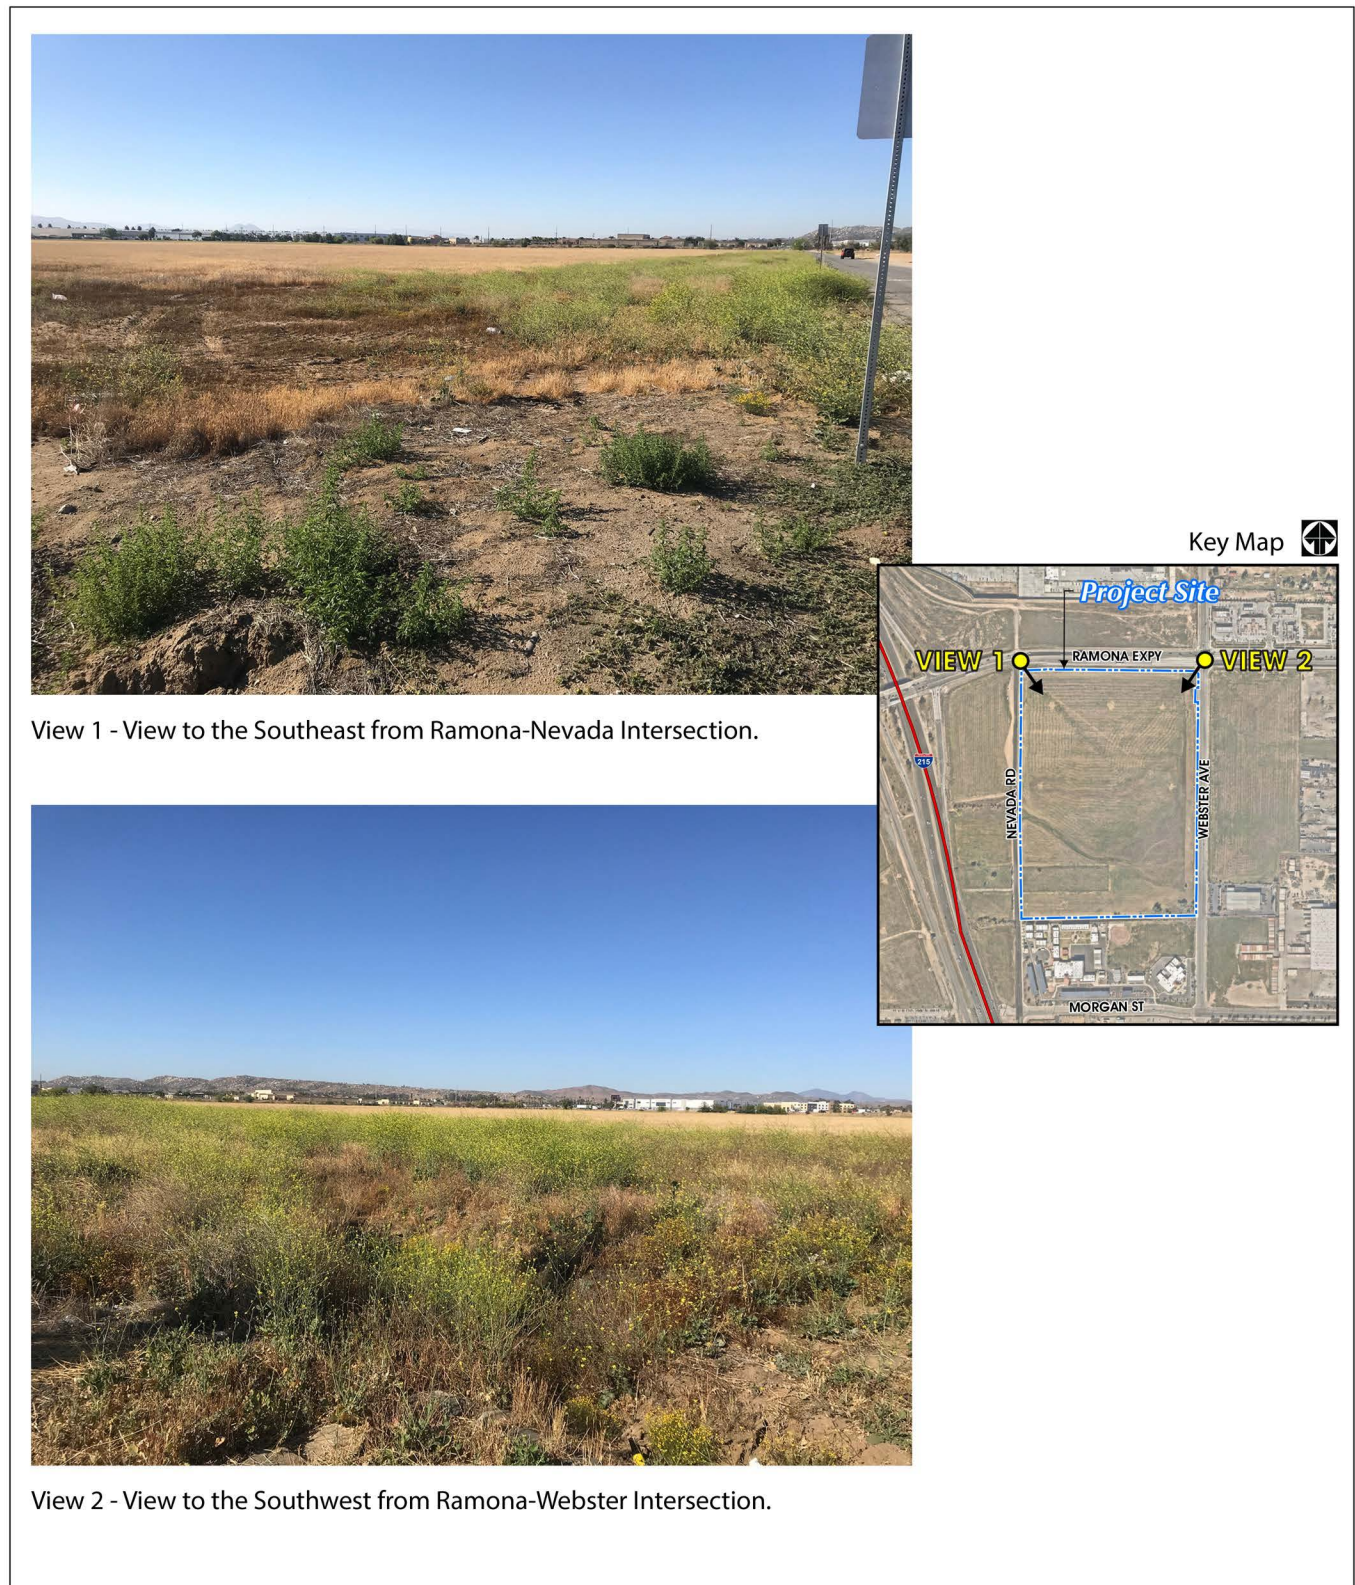 View 1 - View to the Southeast from Ramona-Nevada Intersection.
Key Map
Project Site
VIEW 1
RAMONA EXPY
VIEW 2
215
NEVADA RD
WEBSTER AVE
MORGAN ST
View 2 - View to the Southwest from Ramona-Webster Intersection.